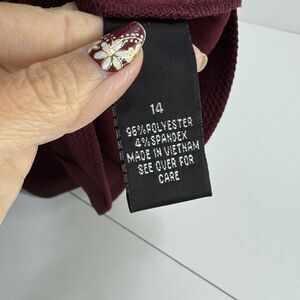 14
96%POLYESTER
4%SPANDEX
MADE IN VIETNAM
SEE OVER FOR
CARE